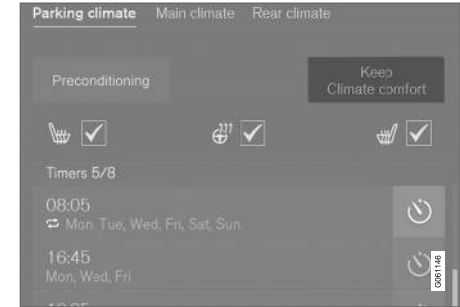 Parking climate Main climate Rear climate
Preconditioning
Keep
Climate comfort
Timers 5/8
08:05
Mon, Tue, Wed, Fri, Sat, Sun
16:45
Mon, Wed, Fri
G061146